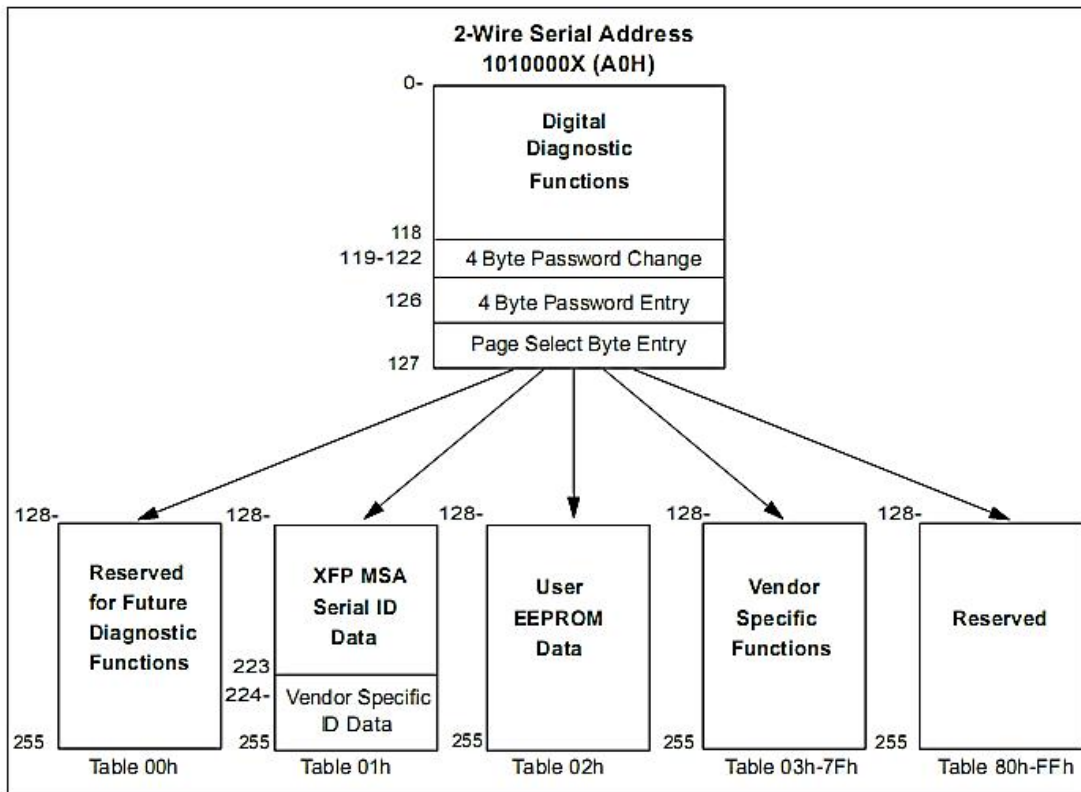 2-Wire Serial Address
1010000X (A0H)
0-
Digital
Diagnostic
Functions
118
119-122
4 Byte Password Change
126
4 Byte Password Entry
Page Select Byte Entry
127
128-
Reserved
for Future
Diagnostic
Functions
255
Table 00h
128-
XFP MSA
Serial ID
Data
223
224-
Vendor Specific
ID Data
255
Table 01h
128-
User
EEPROM
Data
255
Table 02h
128-
Vendor
Specific
Functions
255
Table 03h-7Fh
128-
Reserved
255
Table 80h-FFh